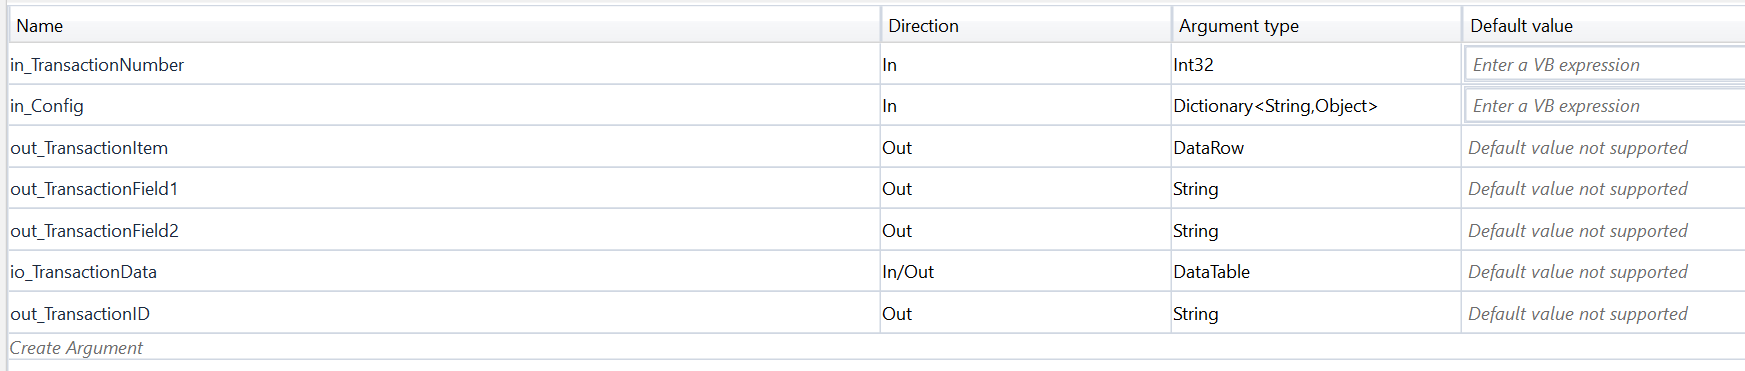 Name Direction Argument type Default value
in_TransactionNumber In Int32 Enter a VB expression
in_Config In Dictionary<String,Object> Enter a VB expression
out_TransactionItem Out DataRow Default value not supported
out_TransactionField1 Out String Default value not supported
out_TransactionField2 Out String Default value not supported
io_TransactionData In/Out DataTable Default value not supported
out_TransactionID Out String Default value not supported
Create Argument